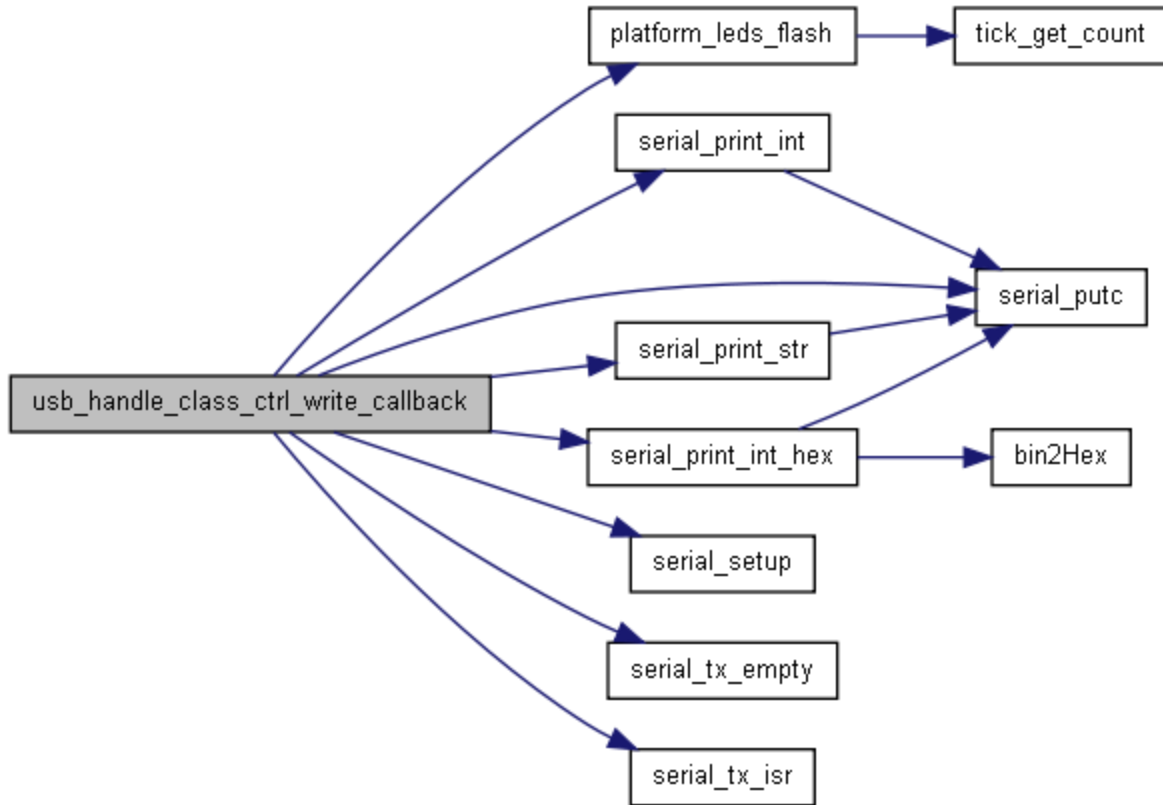 platform_leds_flash
tick_get_count
serial_print_int
serial_putc
serial_print_str
usb_handle_class_ctrl_write_callback
serial_print_int_hex
bin2Hex
serial_setup
serial_tx_empty
serial_tx_isr